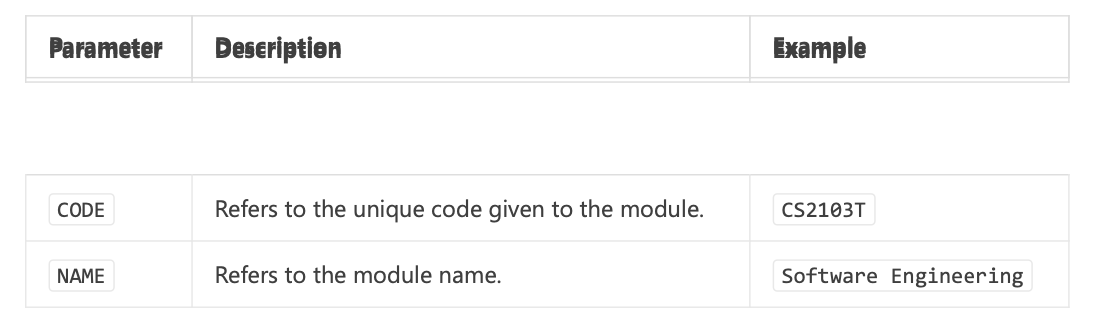 Parameter Description Example
CODE Refers to the unique code given to the module. CS2103T
NAME Refers to the module name. Software Engineering